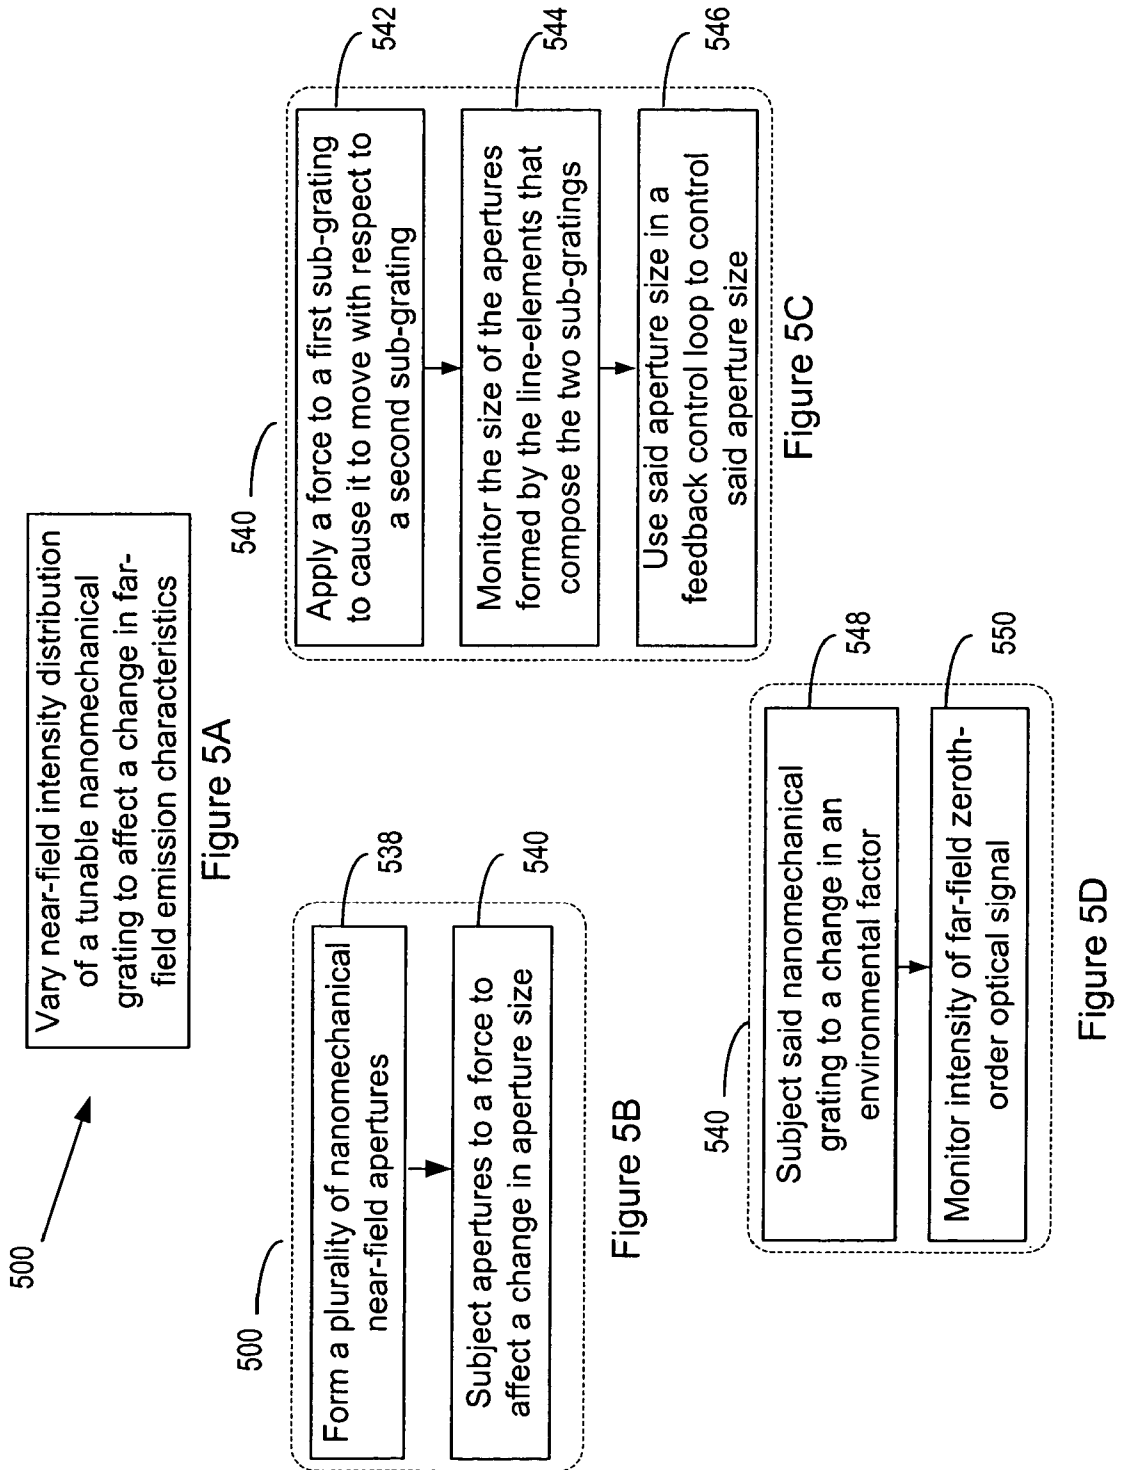 500
Vary near-field intensity distribution
of a tunable nanomechanical
grating to affect a change in far-
field emission characteristics
Figure 5A
500
Form a plurality of nanomechanical
near-field apertures
538
Subject apertures to a force to
affect a change in aperture size
540
Figure 5B
540
Apply a force to a first sub-grating
to cause it to move with respect to
a second sub-grating
542
Monitor the size of the apertures
formed by the line-elements that
compose the two sub-gratings
544
Use said aperture size in a
feedback control loop to control
said aperture size
546
Figure 5C
540
Subject said nanomechanical
grating to a change in an
environmental factor
548
Monitor intensity of far-field zeroth-
order optical signal
550
Figure 5D